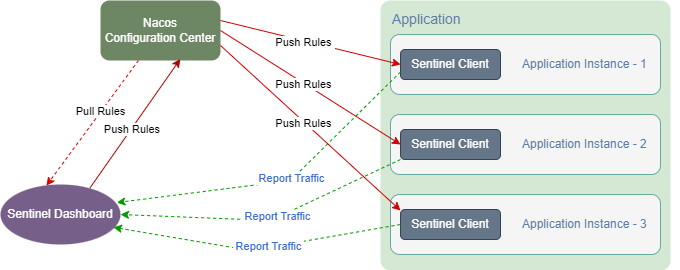 Nacos
Configuration Center
Application
Push Rules
Sentinel Client
Application Instance - 1
Push Rules
Pull Rules
Push Rules
Push Rules
Sentinel Client
Application Instance - 2
Report Traffic
Sentinel Dashboard
Report Traffic
Sentinel Client
Application Instance - 3
Report Traffic